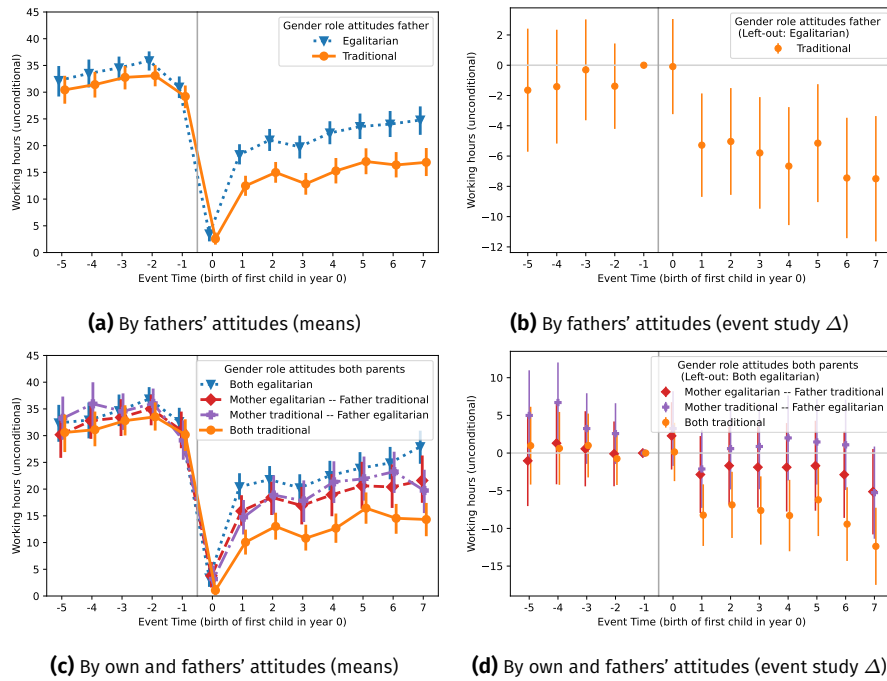 Working hours (unconditional)
45
40
35
30
25
20
15
10
5
0
Gender role attitudes father
Egalitarian
Traditional
-5 -4 -3 -2 -1 0 1 2 3 4 5 6 7
Event Time (birth of first child in year 0)
(a) By fathers' attitudes (means)
Working hours (unconditional)
2
0
−2
−4
−6
−8
−10
−12
Gender role attitudes father
(Left-out: Egalitarian)
Traditional
-5 -4 -3 -2 -1 0 1 2 3 4 5 6 7
Event Time (birth of first child in year 0)
(b) By fathers' attitudes (event study Δ)
Working hours (unconditional)
45
40
35
30
25
20
15
10
5
0
Gender role attitudes both parents
Both egalitarian
Mother egalitarian -- Father traditional
Mother traditional -- Father egalitarian
Both traditional
-5 -4 -3 -2 -1 0 1 2 3 4 5 6 7
Event Time (birth of first child in year 0)
(c) By own and fathers' attitudes (means)
Working hours (unconditional)
10
5
0
−5
−10
−15
Gender role attitudes both parents
(Left-out: Both egalitarian)
Mother egalitarian -- Father traditional
Mother traditional -- Father egalitarian
Both traditional
-5 -4 -3 -2 -1 0 1 2 3 4 5 6 7
Event Time (birth of first child in year 0)
(d) By own and fathers' attitudes (event study Δ)